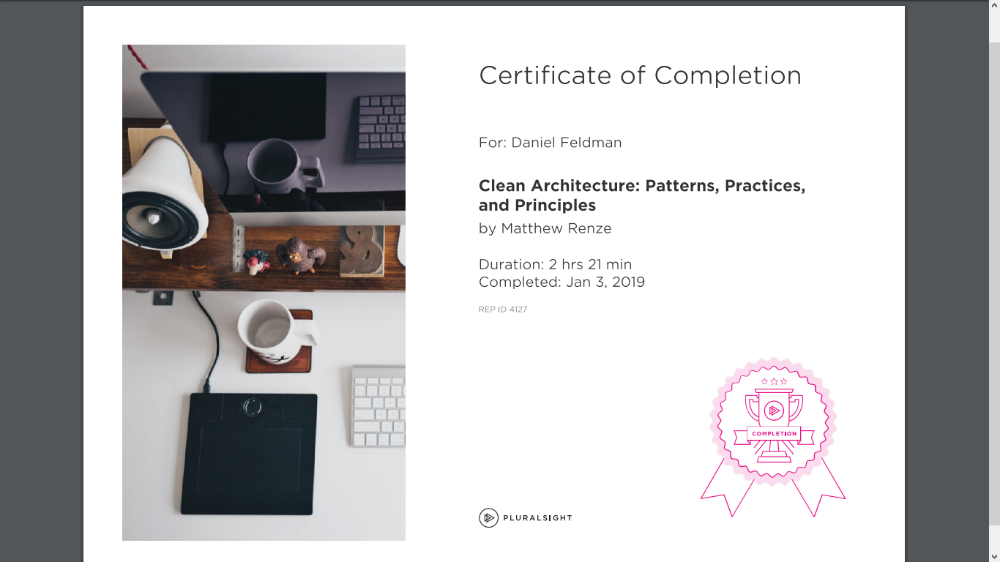 Certificate of Completion
For: Daniel Feldman
Clean Architecture: Patterns, Practices,
and Principles
by Matthew Renze
Duration: 2 hrs 21 min
Completed: Jan 3, 2019
REP ID 4127
COMPLETION
PLURALSIGHT